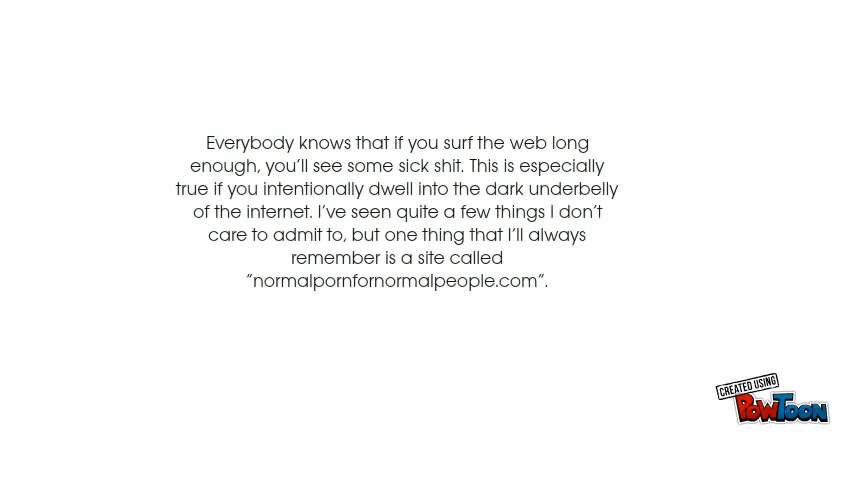 Everybody knows that if you surf the web long
enough, you'll see some sick shit. This is especially
true if you intentionally dwell into the dark underbelly
of the internet. I've seen quite a few things I don't
care to admit to, but one thing that I'll always
remember is a site called
"normalpornfornormalpeople.com".
CREATED USING
POWTOON